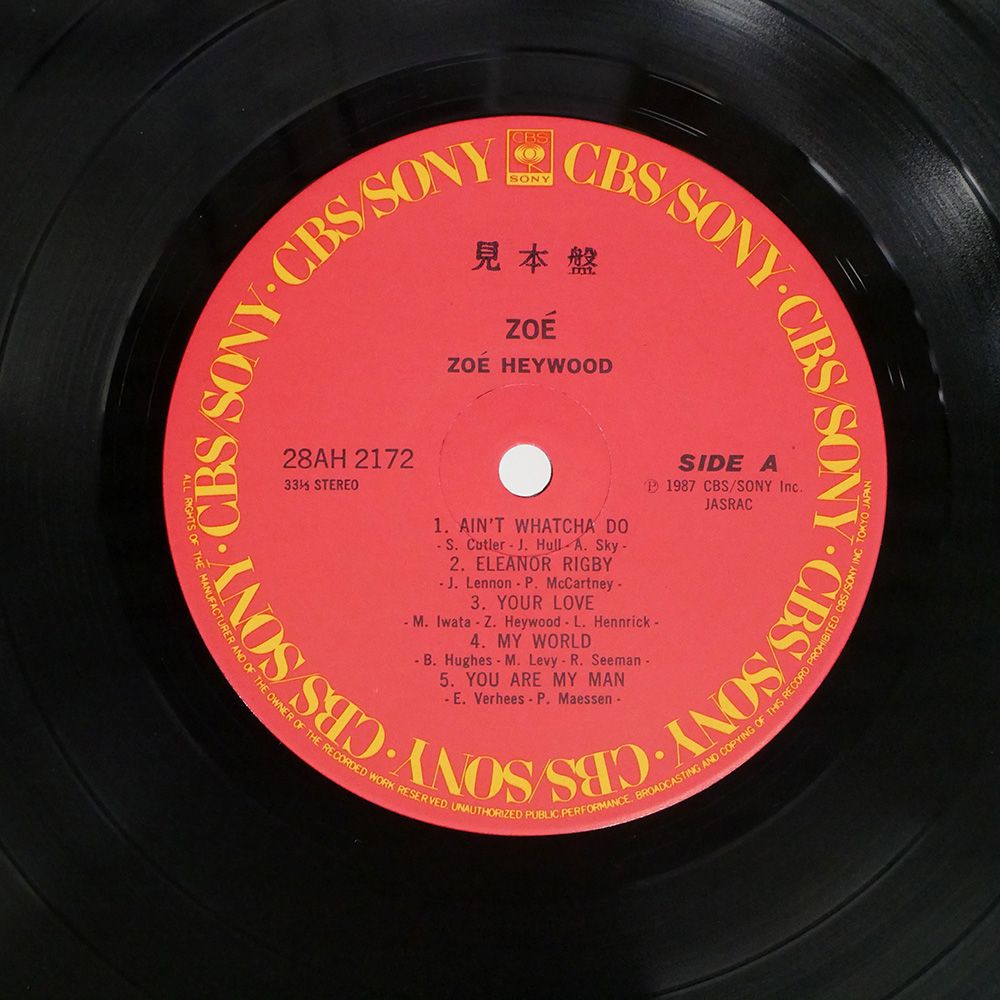 CBS/SONY · CBS/SONY · CBS/SONY · CBS/SONY · CBS/SONY · CBS/SONY · CBS/SONY · CBS/SONY
CBS
SONY
見本盤
ZOÉ
ZOÉ HEYWOOD
28AH 2172
33⅓ STEREO
SIDE A
Ⓟ 1987 CBS/SONY Inc.
JASRAC
1. AIN'T WHATCHA DO
- S. Cutler - J. Hull - A. Sky -
2. ELEANOR RIGBY
- J. Lennon - P. McCartney -
3. YOUR LOVE
- M. Iwata - Z. Heywood - L. Hennrick -
4. MY WORLD
- B. Hughes - M. Levy - R. Seeman -
5. YOU ARE MY MAN
- E. Verhees - P. Maessen -
ALL RIGHTS OF THE MANUFACTURER AND OF THE OWNER OF THE RECORDED WORK RESERVED. UNAUTHORIZED PUBLIC PERFORMANCE, BROADCASTING AND COPYING OF THIS RECORD PROHIBITED. CBS/SONY INC. TOKYO JAPAN